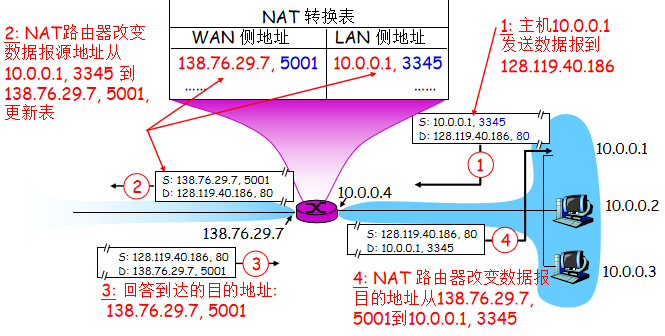 NAT 转换表
WAN 侧地址 LAN 侧地址
138.76.29.7, 5001 10.0.0.1, 3345
…… ……
2: NAT路由器改变
数据报源地址从
10.0.0.1, 3345 到
138.76.29.7, 5001,
更新表
1: 主机10.0.0.1
发送数据报到
128.119.40.186
S: 10.0.0.1, 3345
D: 128.119.40.186, 80
1
10.0.0.1
S: 138.76.29.7, 5001
D: 128.119.40.186, 80
2
10.0.0.4
10.0.0.2
138.76.29.7
S: 128.119.40.186, 80
D: 10.0.0.1, 3345
4
S: 128.119.40.186, 80
D: 138.76.29.7, 5001
3
10.0.0.3
3: 回答到达的目的地址:
138.76.29.7, 5001
4: NAT 路由器改变数据报
目的地址从138.76.29.7,
5001到10.0.0.1, 3345